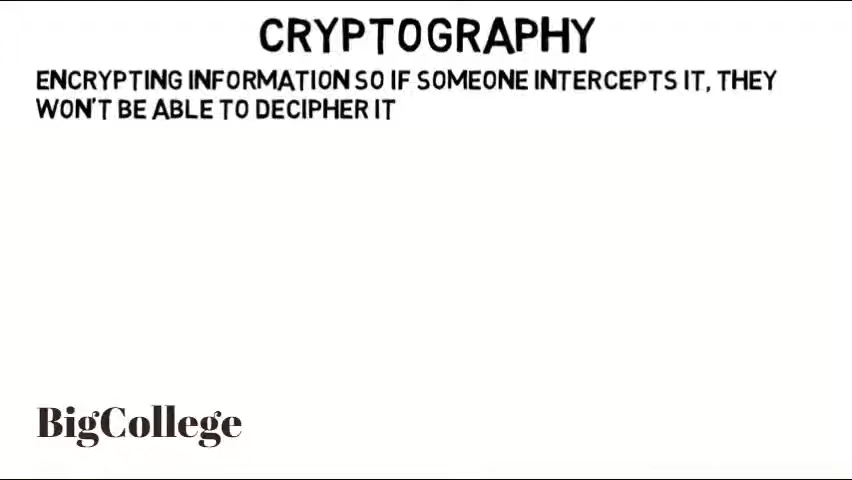 CRYPTOGRAPHY
ENCRYPTING INFORMATION SO IF SOMEONE INTERCEPTS IT, THEY
WON'T BE ABLE TO DECIPHER IT
BigCollege